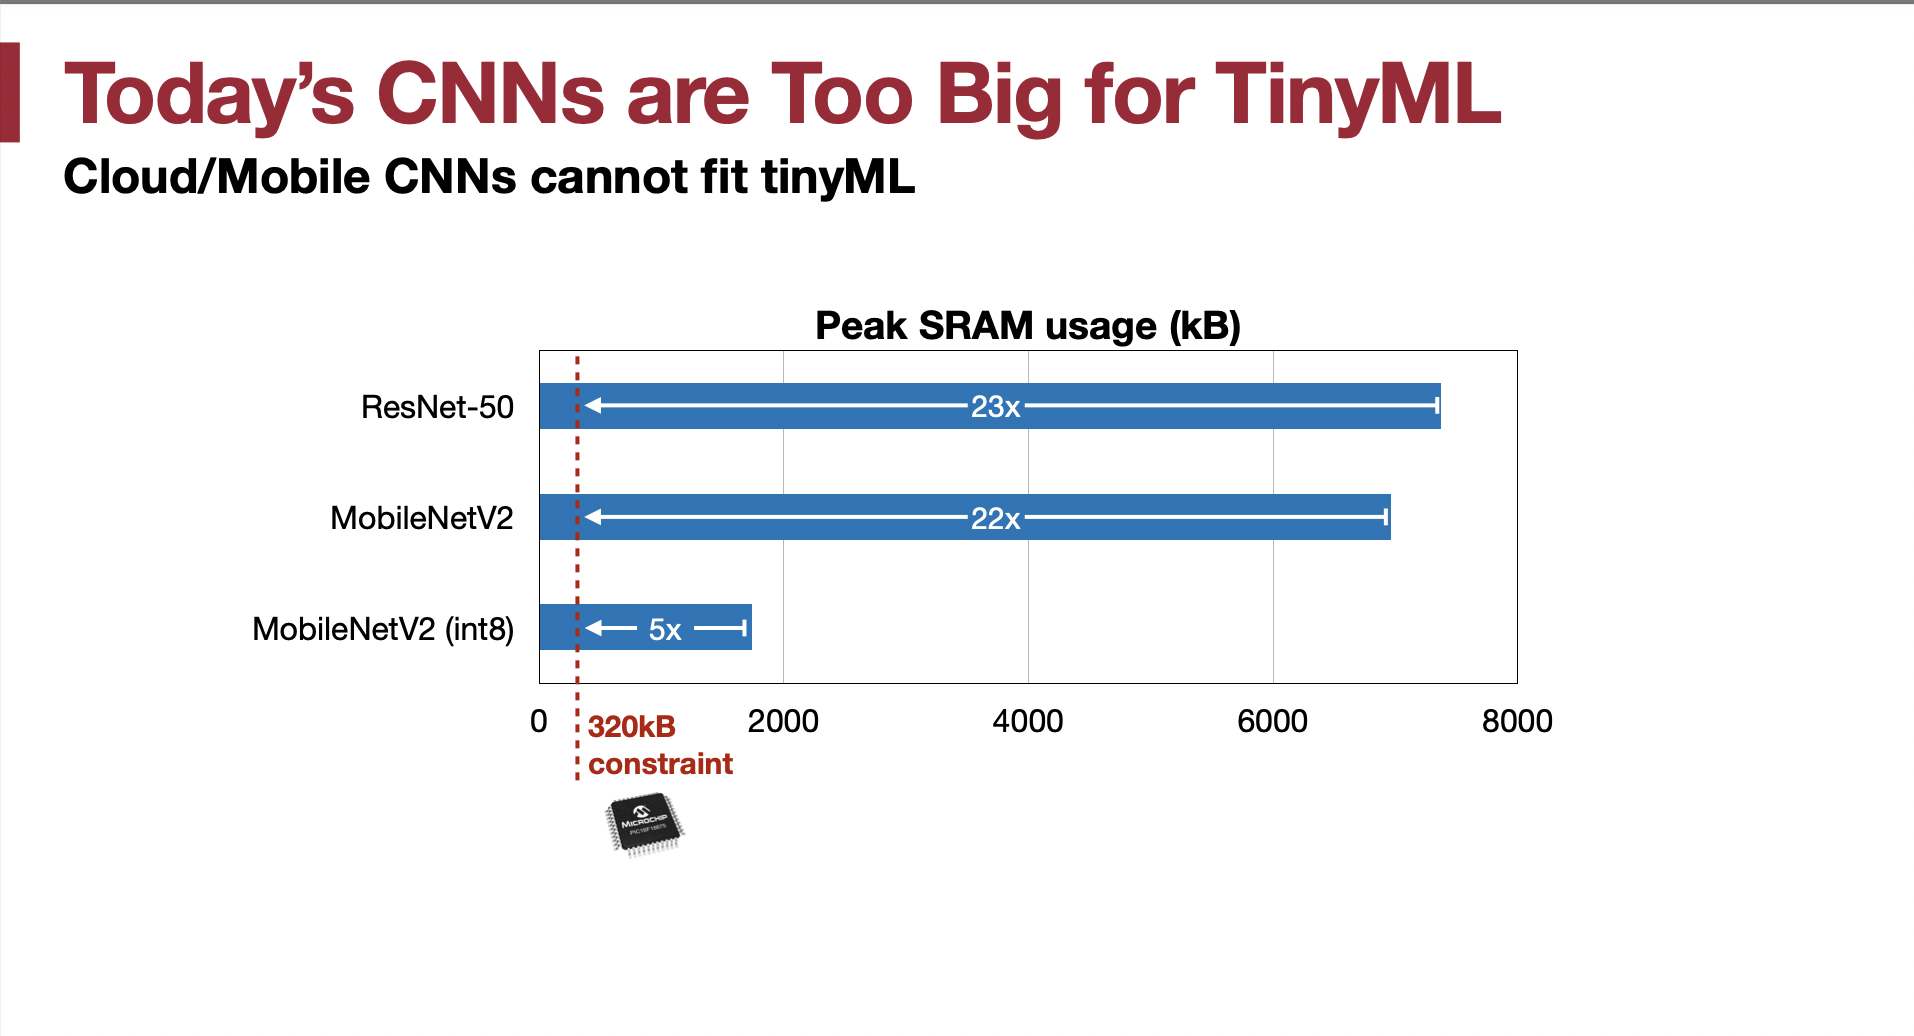 Today’s CNNs are Too Big for TinyML
Cloud/Mobile CNNs cannot fit tinyML
Peak SRAM usage (kB)
ResNet-50
23x
MobileNetV2
22x
MobileNetV2 (int8)
5x
0
2000
4000
6000
8000
320kB
constraint
MICROCHIP